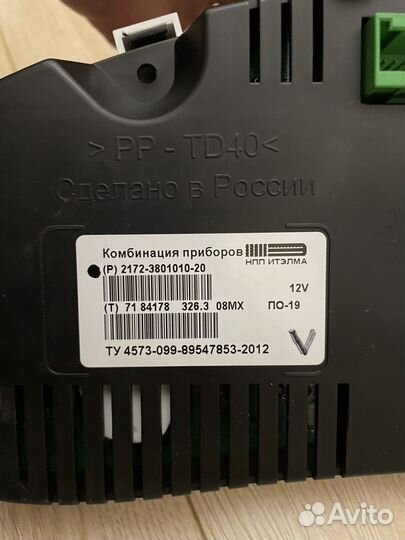 > PP - TD40 <
Сделано в России
Комбинация приборов
НПП ИТЭЛМА
(P) 2172-3801010-20
12V
(T) 71 84178 326.3 08MX ПО-19
V
ТУ 4573-099-89547853-2012
Avito